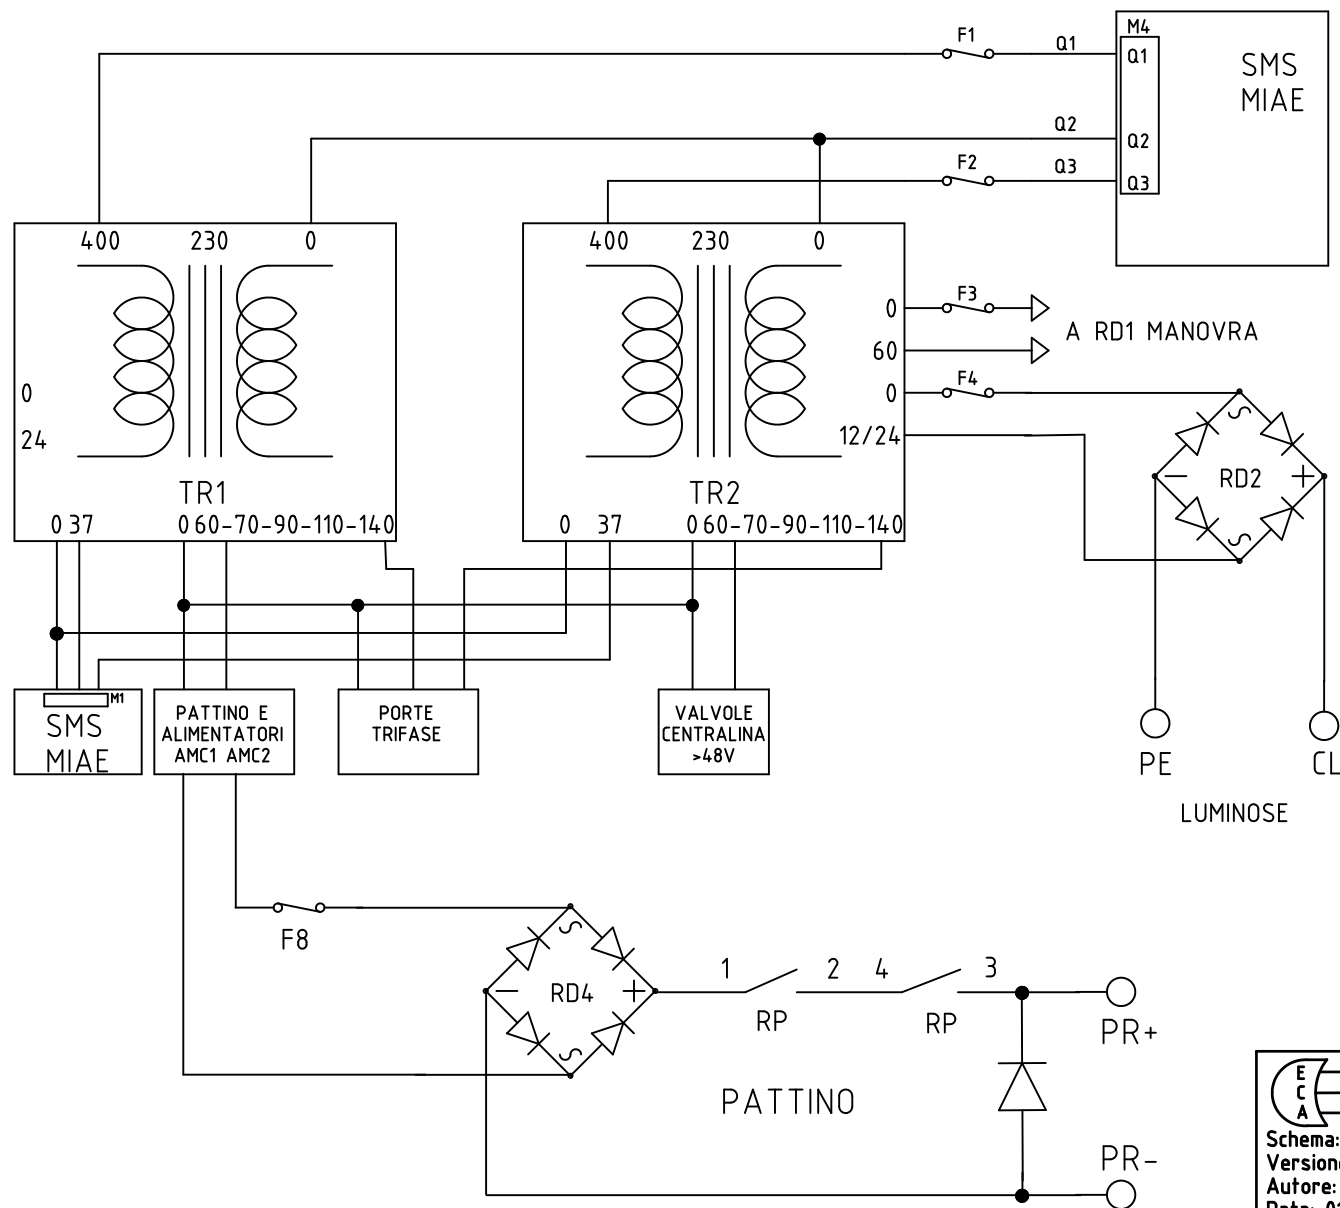 F1
Q1
M4
Q1
SMS
MIAE
Q2
Q2
F2
Q3
Q3
400 230 0
400 230 0
0
F3
A RD1 MANOVRA
60
0
F4
0
24
12/24
S
- RD2 +
S
TR1
TR2
0 37
0 60-70-90-110-140
0 37
0 60-70-90-110-140
M1
SMS
MIAE
PATTINO E
ALIMENTATORI
AMC1 AMC2
PORTE
TRIFASE
VALVOLE
CENTRALINA
>48V
PE
CL
LUMINOSE
F8
S
- RD4 +
S
1 2 4 3
RP
RP
PR+
PATTINO
PR-
E
C
A
Schema:
Versione
Autore: